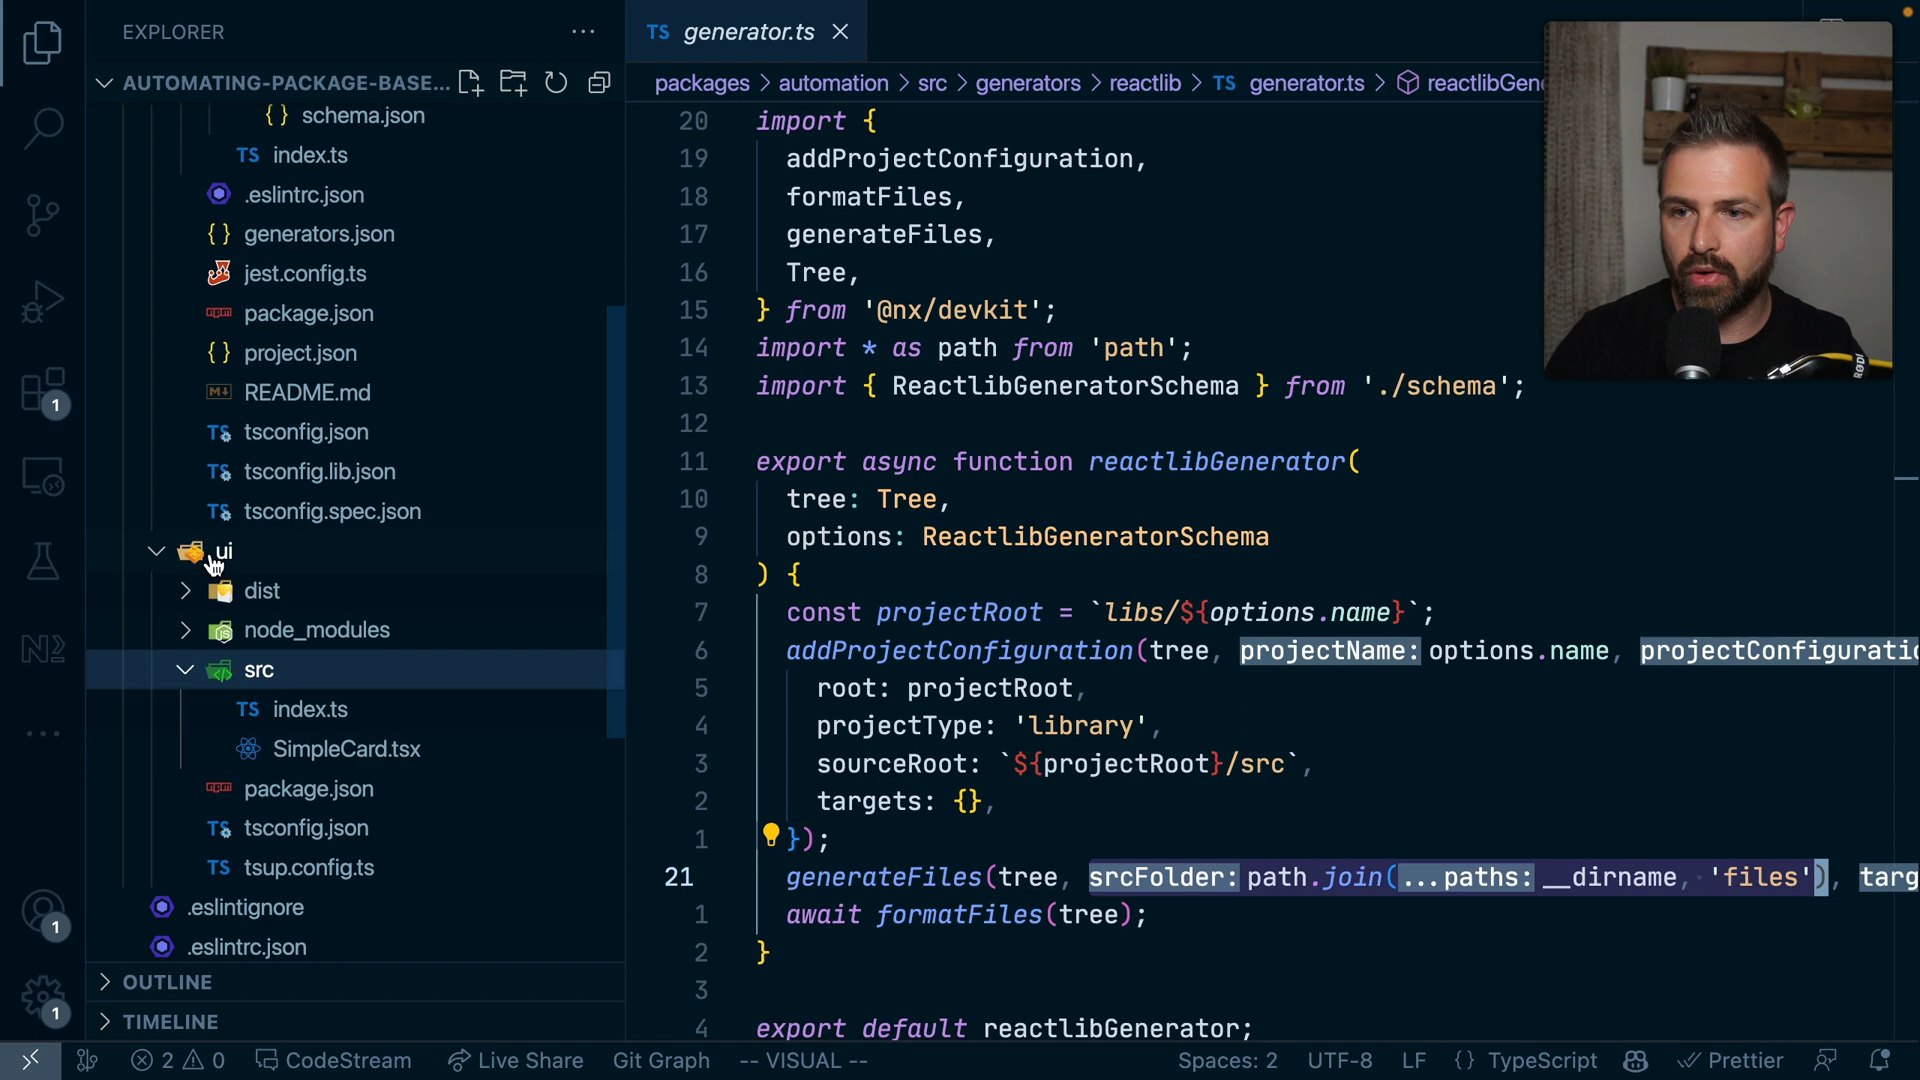 EXPLORER
AUTOMATING-PACKAGE-BASE...
{} schema.json
TS index.ts
.eslintrc.json
{} generators.json
jest.config.ts
package.json
{} project.json
README.md
TS tsconfig.json
TS tsconfig.lib.json
TS tsconfig.spec.json
ui
dist
node_modules
src
TS index.ts
SimpleCard.tsx
package.json
TS tsconfig.json
TS tsup.config.ts
.eslintignore
.eslintrc.json
OUTLINE
TIMELINE
1
1
1
TS generator.ts
packages > automation > src > generators > reactlib > TS generator.ts > reactlibGene
20 import {
19 addProjectConfiguration,
18 formatFiles,
17 generateFiles,
16 Tree,
15 } from '@nx/devkit';
14 import * as path from 'path';
13 import { ReactlibGeneratorSchema } from './schema';
12
11 export async function reactlibGenerator(
10 tree: Tree,
9 options: ReactlibGeneratorSchema
8 ) {
7 const projectRoot = `libs/${options.name}`;
6 addProjectConfiguration(tree, projectName: options.name, projectConfiguratio
5 root: projectRoot,
4 projectType: 'library',
3 sourceRoot: `${projectRoot}/src`,
2 targets: {},
1 });
21 generateFiles(tree, srcFolder: path.join(...paths: __dirname, 'files'), targ
1 await formatFiles(tree);
2 }
3
4 export default reactlibGenerator;
RØDE
2 0 CodeStream Live Share Git Graph -- VISUAL -- Spaces: 2 UTF-8 LF {} TypeScript Prettier